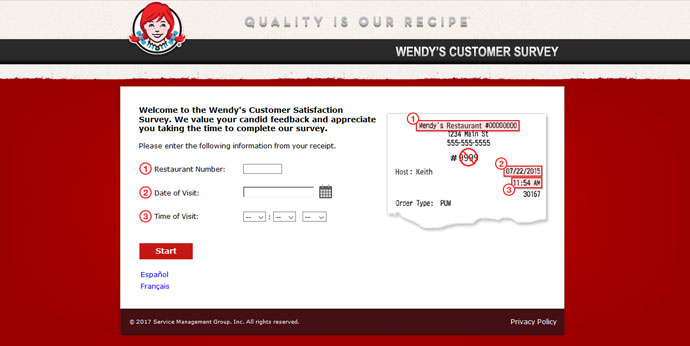 QUALITY IS OUR RECIPE
WENDY'S CUSTOMER SURVEY
Welcome to the Wendy's Customer Satisfaction
Survey. We value your candid feedback and appreciate
you taking the time to complete our survey.
Please enter the following information from your receipt.
1 Restaurant Number:
2 Date of Visit:
3 Time of Visit:
-- : -- --
Start
Español
Français
1 Wendy's Restaurant #00000000
1234 Main St
555-555-5555
# 9999
2
Host: Keith 07/22/2015
3 11:54 AM
30167
Order Type: PUW
© 2017 Service Management Group, Inc. All rights reserved.
Privacy Policy